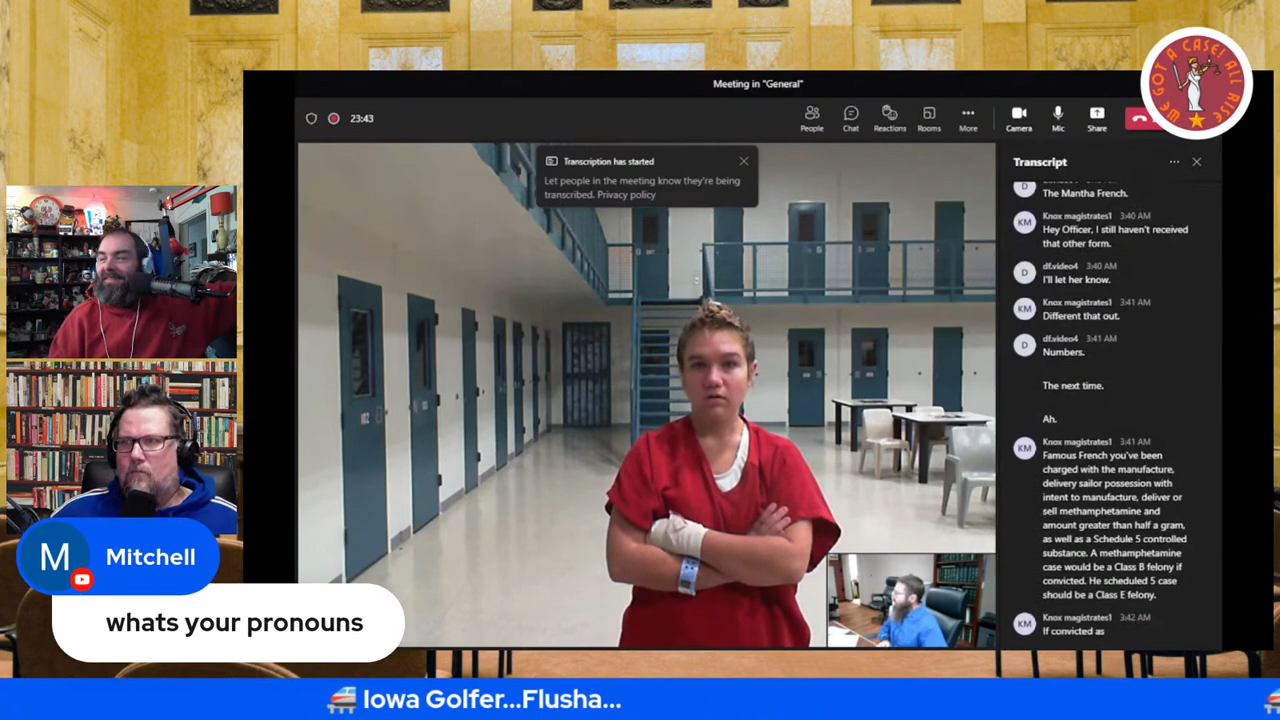 Meeting in "General"
WE GOT A CASE! ALL RISE
23:43
People
Chat
Reactions
Rooms
More
Camera
Mic
Share
Transcription has started
Let people in the meeting know they're being
transcribed. Privacy policy
Transcript
D
The Mantha French.
KM
Knox magistrates1 3:40 AM
Hey Officer, I still haven't received
that other form.
D
df.video4 3:40 AM
I'll let her know.
KM
Knox magistrates1 3:41 AM
Different that out.
D
df.video4 3:41 AM
Numbers.
The next time.
Ah.
KM
Knox magistrates1 3:41 AM
Famous French you've been
charged with the manufacture,
delivery sailor possession with
intent to manufacture, deliver or
sell methamphetamine and
amount greater than half a gram,
as well as a Schedule 5 controlled
substance. A methamphetamine
case would be a Class B felony if
convicted. He scheduled 5 case
should be a Class E felony.
KM
Knox magistrates1 3:42 AM
If convicted as
102
M
Mitchell
whats your pronouns
Iowa Golfer...Flusha...